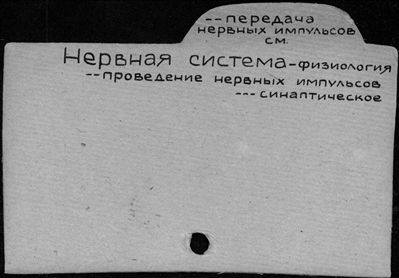 --передача
нервных импульсов
см.
Нервная система-физиология
--проведение нервных импульсов
---синаптическое